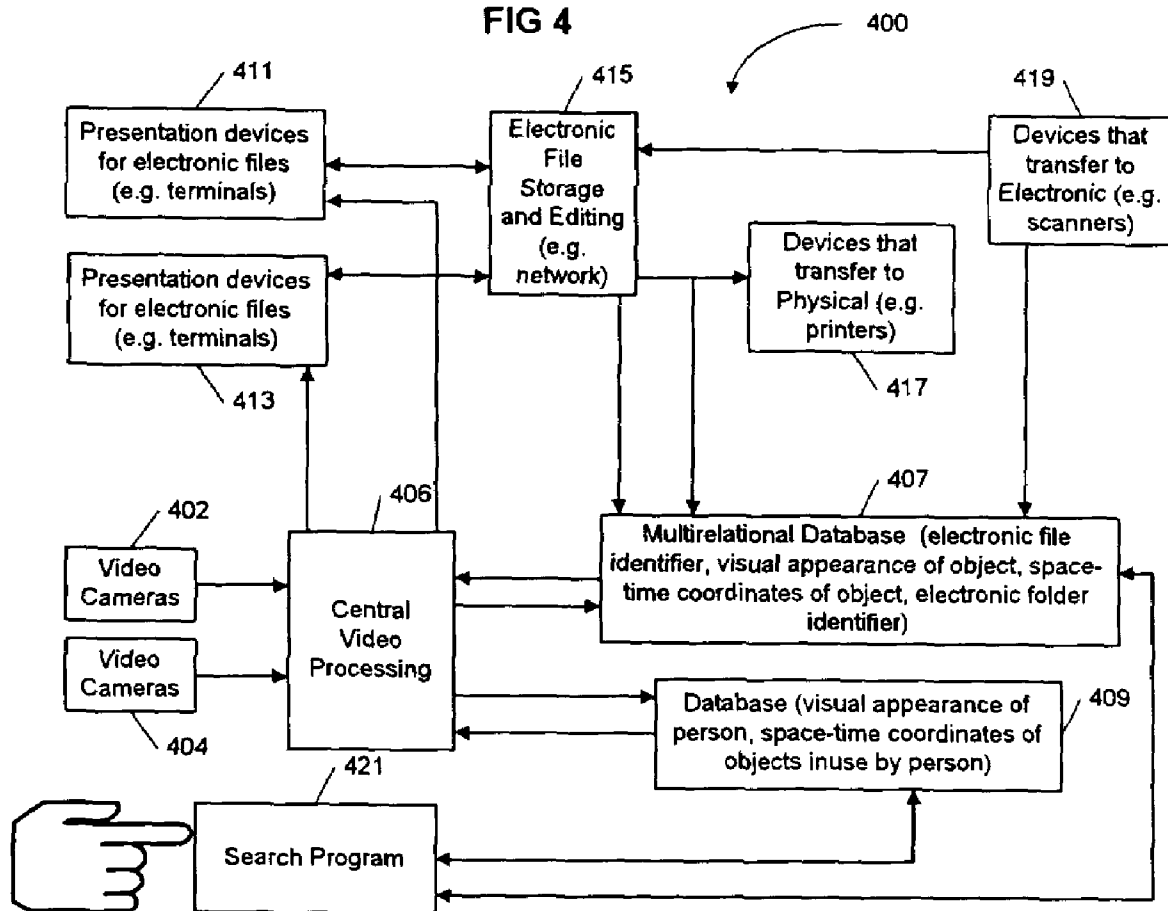 FIG 4
400
411
415
419
Presentation devices
for electronic files
(e.g. terminals)
Electronic
File
Storage
and Editing
(e.g.
network)
Devices that
transfer to
Electronic (e.g.
scanners)
Presentation devices
for electronic files
(e.g. terminals)
Devices that
transfer to
Physical (e.g.
printers)
413
417
406
407
402
Video
Cameras
Central
Video
Processing
Multirelational Database (electronic file
identifier, visual appearance of object, space-
time coordinates of object, electronic folder
identifier)
Video
Cameras
404
Database (visual appearance of
person, space-time coordinates of
objects inuse by person)
409
421
Search Program